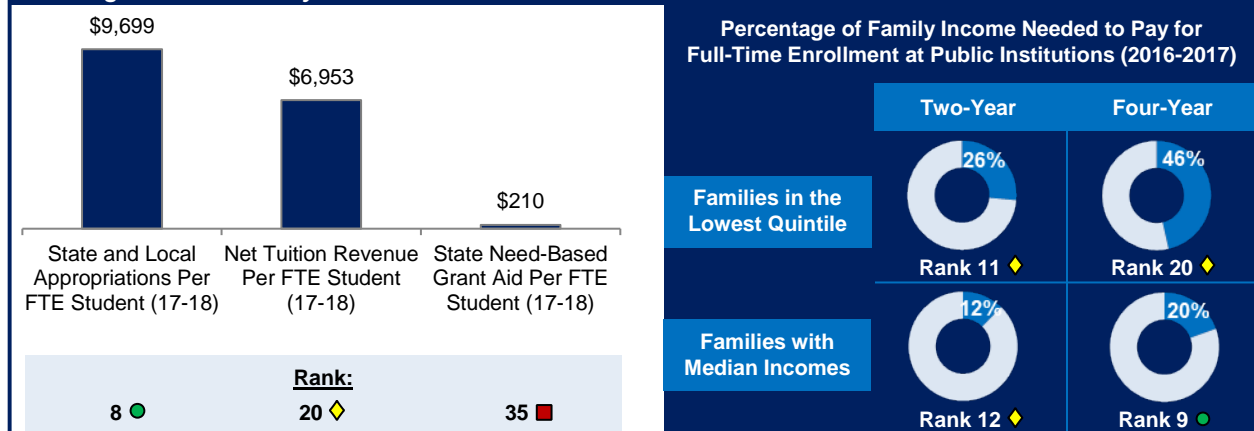 $9,699
$6,953
$210
State and Local
Appropriations Per
FTE Student (17-18)
Net Tuition Revenue
Per FTE Student
(17-18)
State Need-Based
Grant Aid Per FTE
Student (17-18)
Rank:
8
20
35
Percentage of Family Income Needed to Pay for
Full-Time Enrollment at Public Institutions (2016-2017)
Two-Year
Four-Year
Families in the
Lowest Quintile
26%
Rank 11
46%
Rank 20
Families with
Median Incomes
12%
Rank 12
20%
Rank 9